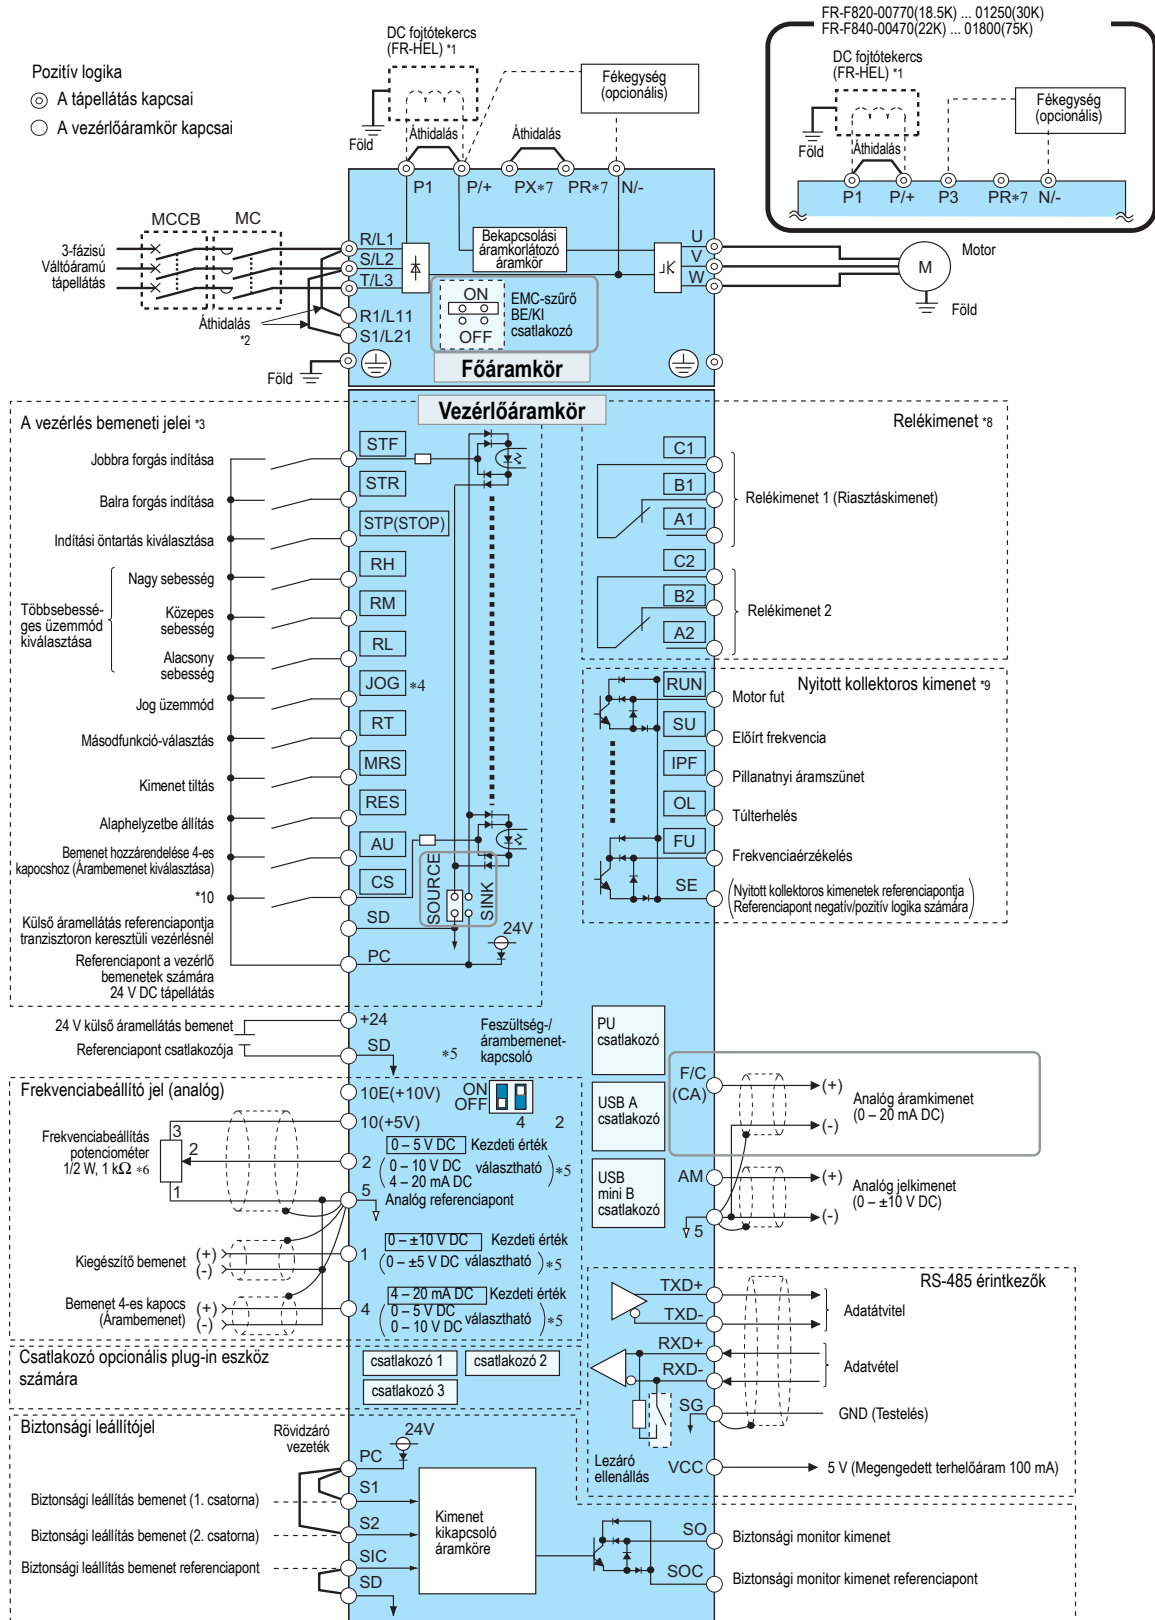 FR-F820-00770(18.5K) ... 01250(30K)
FR-F840-00470(22K) ... 01800(75K)
DC fojtótekercs
(FR-HEL) *1
Fékegység
(opcionális)
Föld
Áthidalás
P1
P/+
P3
PR*7
N/-
Pozitív logika
A tápellátás kapcsai
A vezérlőáramkör kapcsai
DC fojtótekercs
(FR-HEL) *1
Fékegység
(opcionális)
Föld
Áthidalás
Áthidalás
P1
P/+
PX*7
PR*7
N/-
MCCB
MC
3-fázisú
Váltóáramú
tápellátás
R/L1
S/L2
T/L3
R1/L11
S1/L21
Áthidalás
*2
Föld
Bekapcsolási
áramkorlátozó
áramkör
ON
OFF
EMC-szűrő
BE/KI
csatlakozó
U
V
W
M
Motor
Föld
Főáramkör
Vezérlőáramkör
A vezérlés bemeneti jelei *3
Jobbra forgás indítása
STF
Balra forgás indítása
STR
Indítási öntartás kiválasztása
STP(STOP)
Többsebessé-
ges üzemmód
kiválasztása
Nagy sebesség
RH
Közepes
sebesség
RM
Alacsony
sebesség
RL
Jog üzemmód
JOG *4
Másodfunkció-választás
RT
Kimenet tiltás
MRS
Alaphelyzetbe állítás
RES
Bemenet hozzárendelése 4-es
kapocshoz (Árambemenet kiválasztása)
AU
*10
CS
SOURCE
SINK
Külső áramellátás referenciapontja
tranzisztoron keresztüli vezérlésnél
SD
24V
Referenciapont a vezérlő
bemenetek számára
24 V DC tápellátás
PC
Relékimenet *8
C1
B1
A1
Relékimenet 1 (Riasztáskimenet)
C2
B2
A2
Relékimenet 2
Nyitott kollektoros kimenet *9
RUN
Motor fut
SU
Előírt frekvencia
IPF
Pillanatnyi áramszünet
OL
Túlterhelés
FU
Frekvenciaérzékelés
SE
(Nyitott kollektoros kimenetek referenciapontja
Referenciapont negatív/pozitív logika számára)
24 V külső áramellátás bemenet
+24
Referenciapont csatlakozója
SD
*5
Feszültség-/
árambemenet-
kapcsoló
ON
OFF
4
2
Frekvenciabeállító jel (analóg)
10E(+10V)
10(+5V)
Frekvenciabeállítás
potenciométer
1/2 W, 1 kΩ *6
3
2
1
2
0 – 5 V DC Kezdeti érték
(0 – 10 V DC
4 – 20 mA DC választható)*5
5
Analóg referenciapont
Kiegészítő bemenet
(+)
(-)
1
0 – ±10 V DC Kezdeti érték
(0 – ±5 V DC választható)*5
Bemenet 4-es kapocs
(Árambemenet)
(+)
(-)
4
4 – 20 mA DC Kezdeti érték
(0 – 5 V DC
0 – 10 V DC választható)*5
PU
csatlakozó
USB A
csatlakozó
USB
mini B
csatlakozó
F/C
(CA)
(+)
(-)
Analóg áramkimenet
(0 – 20 mA DC)
AM
5
(+)
(-)
Analóg jelkimenet
(0 – ±10 V DC)
RS-485 érintkezők
TXD+
TXD-
Adatátvitel
RXD+
RXD-
Adatvétel
SG
GND (Testelés)
Lezáró
ellenállás
VCC
5 V (Megengedett terhelőáram 100 mA)
Csatlakozó opcionális plug-in eszköz
számára
csatlakozó 1
csatlakozó 2
csatlakozó 3
Biztonsági leállítójel
Rövidzáró
vezeték
24V
PC
Biztonsági leállítás bemenet (1. csatorna)
S1
Biztonsági leállítás bemenet (2. csatorna)
S2
Biztonsági leállítás bemenet referenciapont
SIC
SD
Kimenet
kikapcsoló
áramköre
SO
Biztonsági monitor kimenet
SOC
Biztonsági monitor kimenet referenciapont